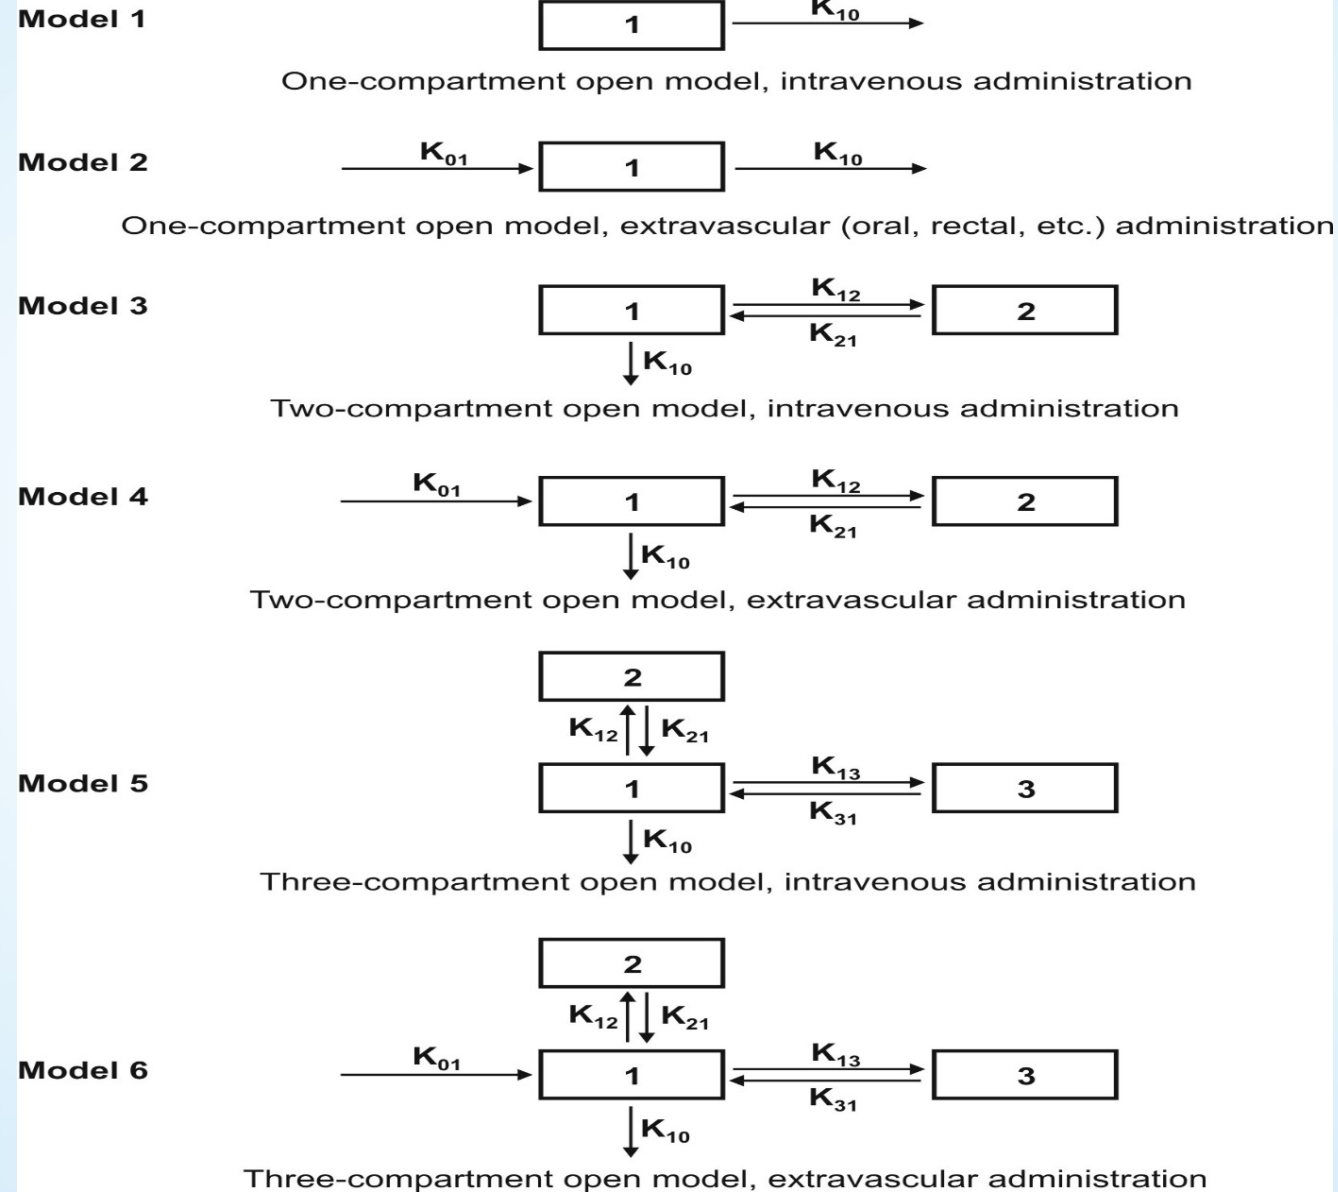 Model 1
1
K10
One-compartment open model, intravenous administration
Model 2
K01
1
K10
One-compartment open model, extravascular (oral, rectal, etc.) administration
Model 3
1
K12
K21
2
K10
Two-compartment open model, intravenous administration
Model 4
K01
1
K12
K21
2
K10
Two-compartment open model, extravascular administration
2
K12
K21
Model 5
1
K13
K31
3
K10
Three-compartment open model, intravenous administration
2
K12
K21
Model 6
K01
1
K13
K31
3
K10
Three-compartment open model, extravascular administration